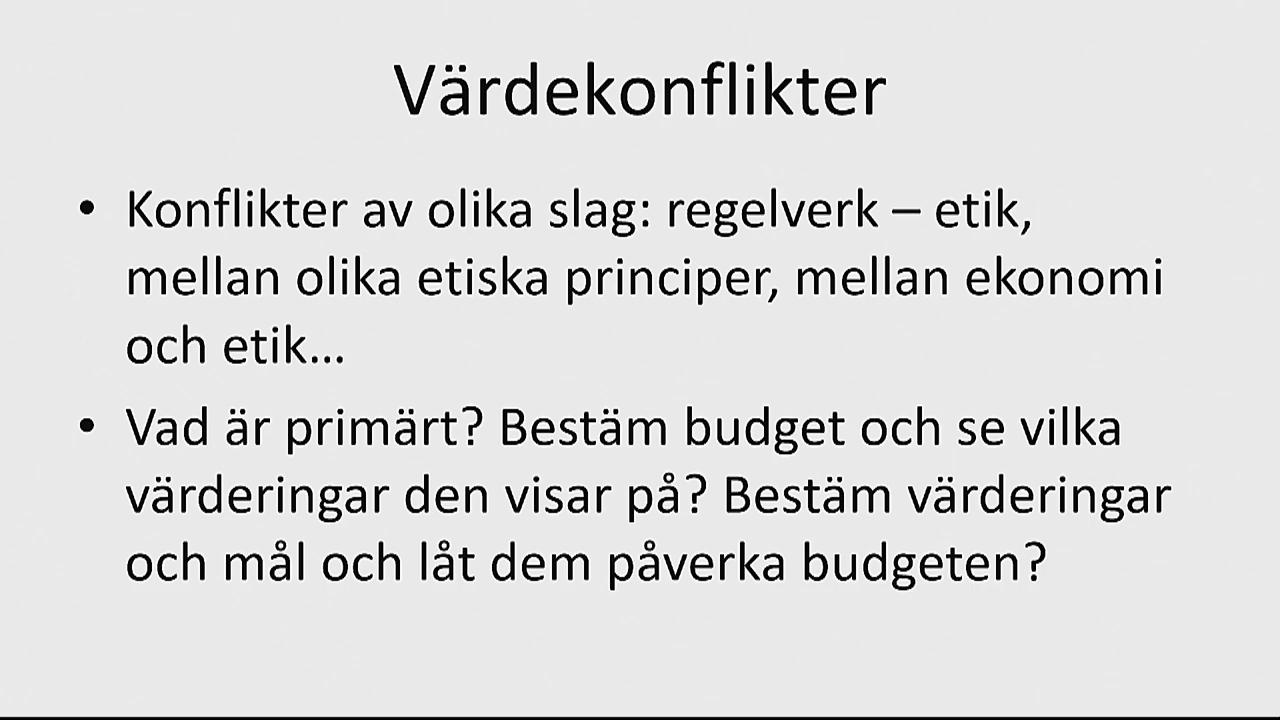 Värdekonflikter
• Konflikter av olika slag: regelverk – etik,
mellan olika etiska principer, mellan ekonomi
och etik...
• Vad är primärt? Bestäm budget och se vilka
värderingar den visar på? Bestäm värderingar
och mål och låt dem påverka budgeten?